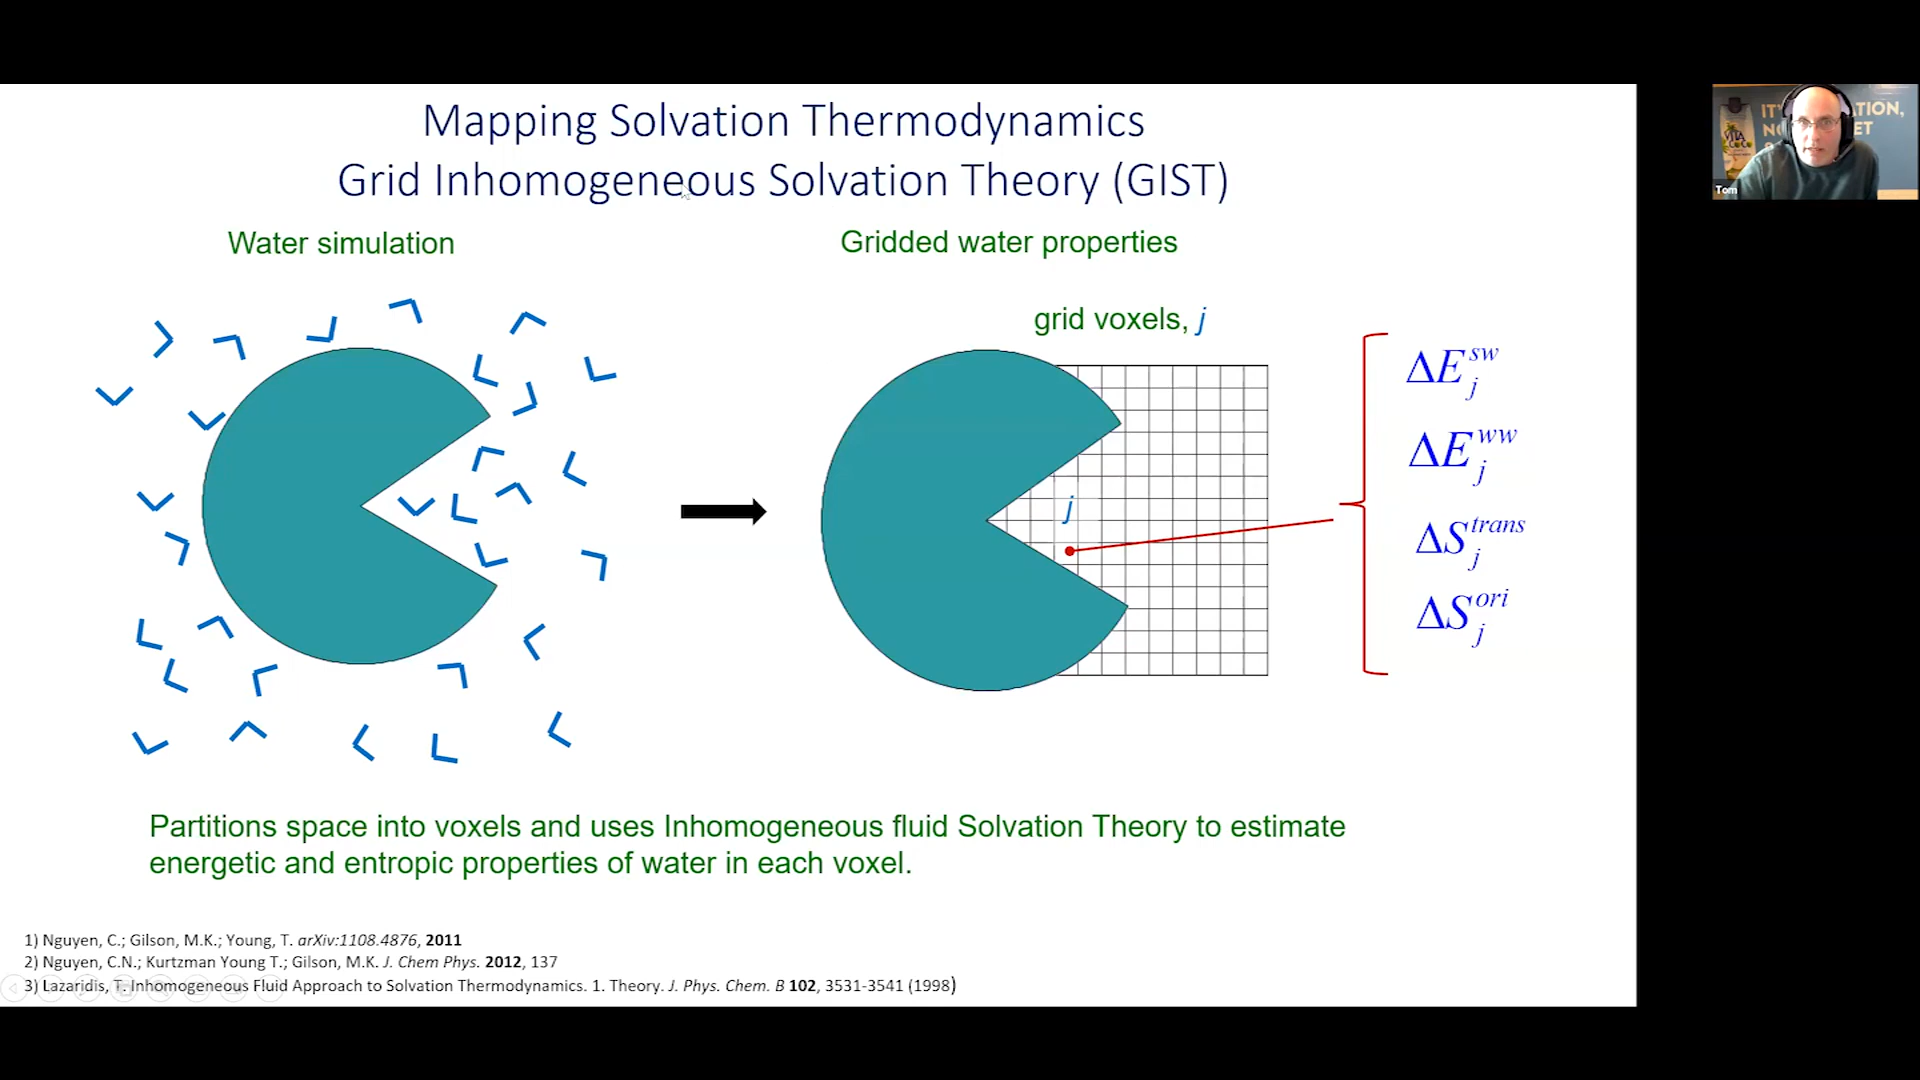 Mapping Solvation Thermodynamics
Grid Inhomogeneous Solvation Theory (GIST)
Water simulation
Gridded water properties
grid voxels, j
j
ΔE_j^{sw}
ΔE_j^{ww}
ΔS_j^{trans}
ΔS_j^{ori}
Partitions space into voxels and uses Inhomogeneous fluid Solvation Theory to estimate
energetic and entropic properties of water in each voxel.
1) Nguyen, C.; Gilson, M.K.; Young, T. arXiv:1108.4876, 2011
2) Nguyen, C.N.; Kurtzman Young T.; Gilson, M.K. J. Chem Phys. 2012, 137
3) Lazaridis, T. Inhomogeneous Fluid Approach to Solvation Thermodynamics. 1. Theory. J. Phys. Chem. B 102, 3531-3541 (1998)
VITA
Tom